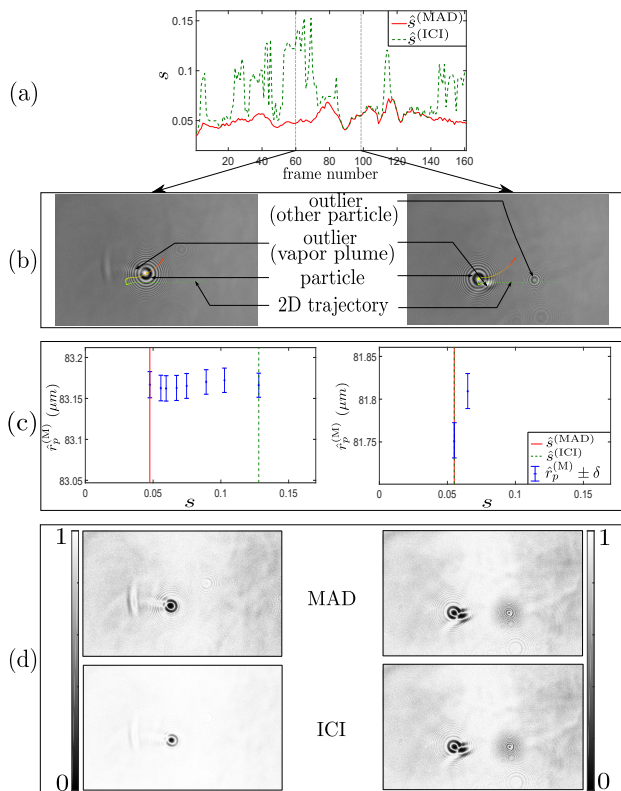 (a)
0.15
0.1
0.05
s
ŝ^(MAD)
ŝ^(ICI)
20 40 60 80 100 120 140 160
frame number
(b)
outlier
(other particle)
outlier
(vapor plume)
particle
2D trajectory
(c)
83.2
83.15
83.1
83.05
r̂_p^(M) (μm)
0 0.05 0.1 0.15
s
81.85
81.8
81.75
r̂_p^(M) (μm)
0 0.05 0.1 0.15
s
ŝ^(MAD)
ŝ^(ICI)
r̂_p^(M) ± δ
(d)
1
0
MAD
ICI
1
0